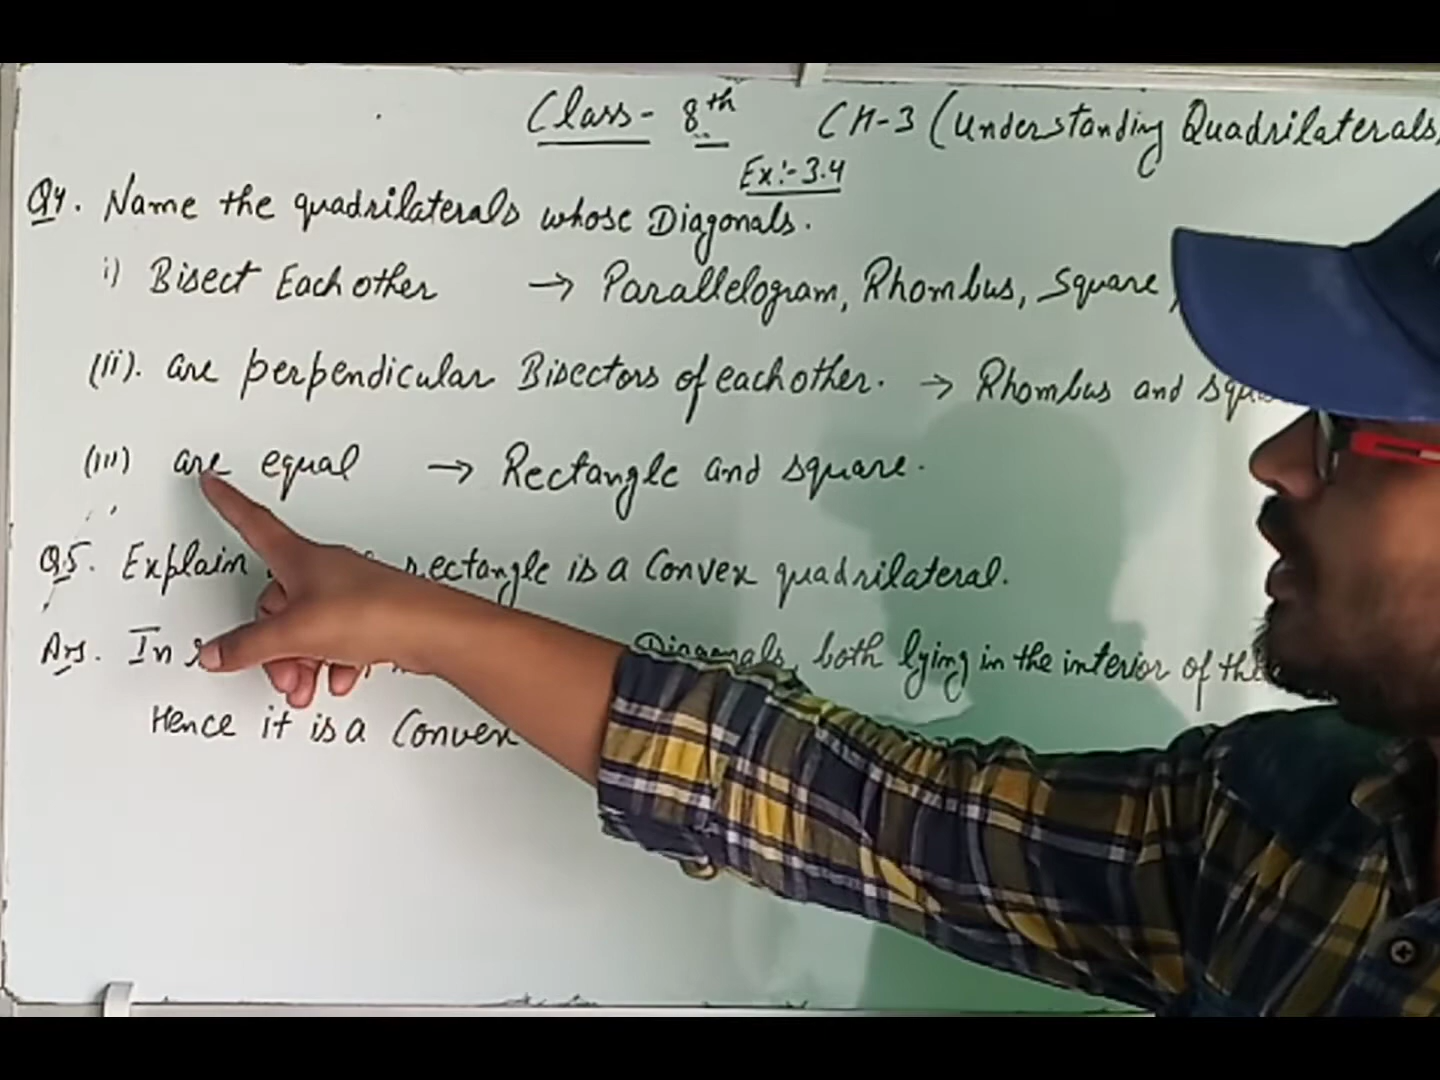 Class- 8th CH-3 (Understanding Quadrilaterals)
Ex:- 3.4
Q4. Name the quadrilaterals whose Diagonals.
i) Bisect Each other → Parallelogram, Rhombus, Square,
(ii). are perpendicular Bisectors of each other. → Rhombus and
(iii) are equal → Rectangle and square.
Q5. Explain rectangle is a Convex quadrilateral.
Ans. In Diagonals, both lying in the interior of the
Hence it is a Convex